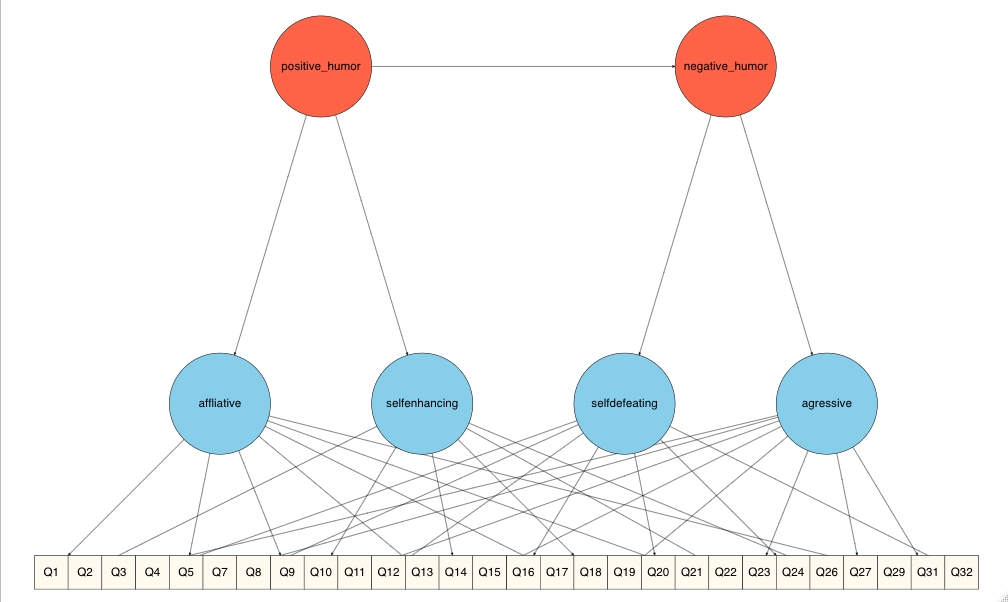 positive_humor negative_humor
affliative selfenhancing selfdefeating agressive
Q1 Q2 Q3 Q4 Q5 Q7 Q8 Q9 Q10 Q11 Q12 Q13 Q14 Q15 Q16 Q17 Q18 Q19 Q20 Q21 Q22 Q23 Q24 Q26 Q27 Q29 Q31 Q32